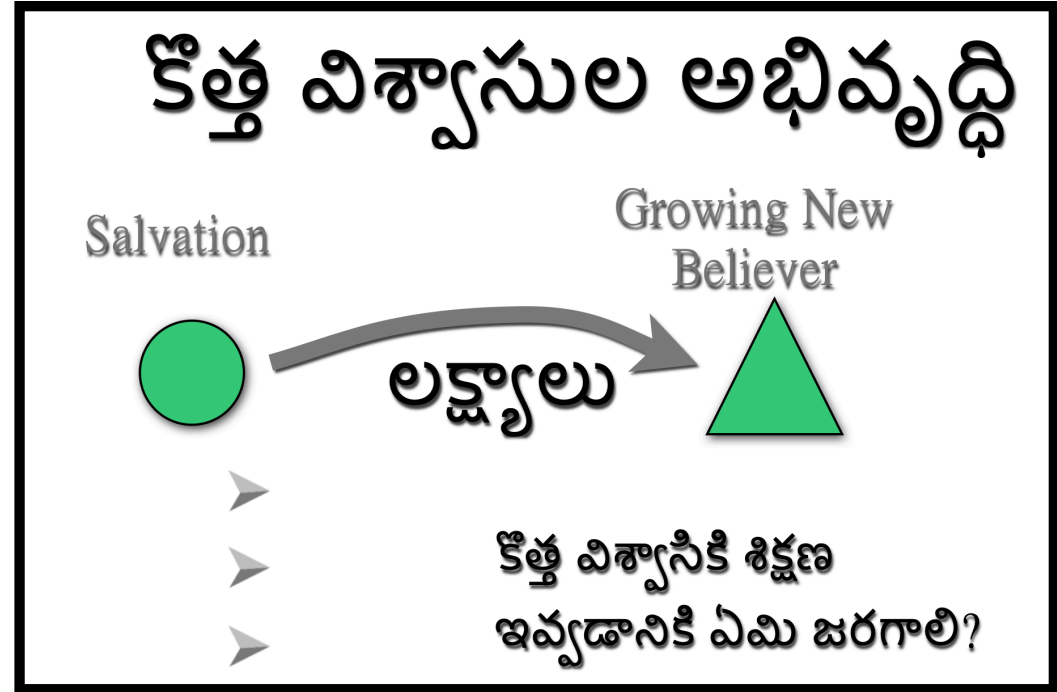 కొత్త విశ్వాసుల అభివృద్ధి
Salvation
Growing New
Believer
లక్ష్యాలు
కొత్త విశ్వాసికి శిక్షణ
ఇవ్వడానికి ఏమి జరగాలి?